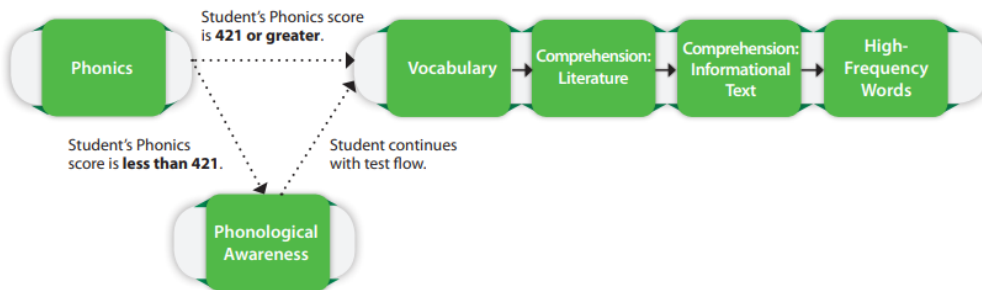 Student's Phonics score
is 421 or greater.
Phonics
Vocabulary
Comprehension:
Literature
Comprehension:
Informational
Text
High-
Frequency
Words
Student's Phonics
score is less than 421.
Student continues
with test flow.
Phonological
Awareness